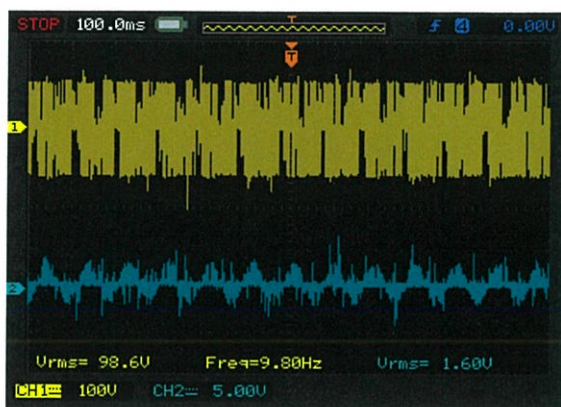 STOP 100.0ms T F 4 0.00V
T
1
2
Vrms= 98.6V Freq=9.80Hz Vrms= 1.60V
CH1 100V CH2 5.00V